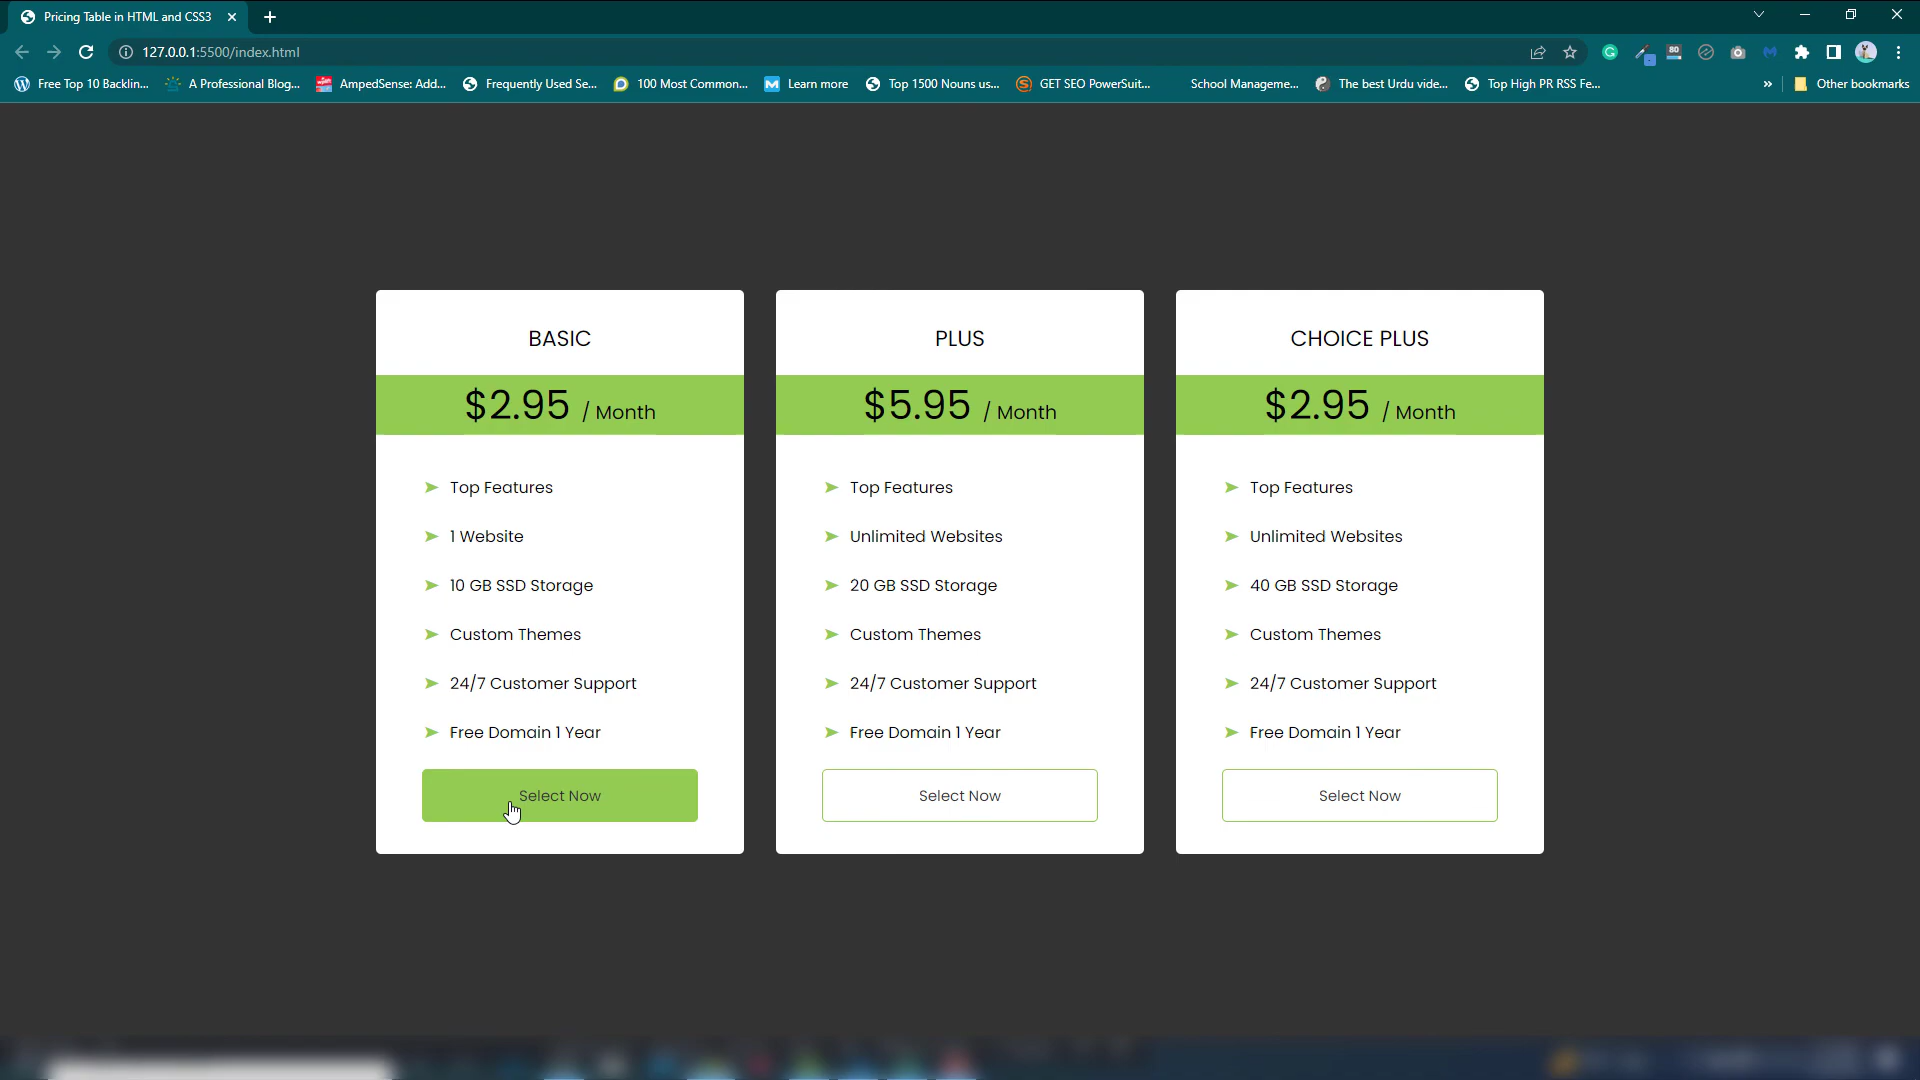 Pricing Table in HTML and CSS3
127.0.0.1:5500/index.html
80
Free Top 10 Backlin... A Professional Blog... AmpedSense: Add... Frequently Used Se... 100 Most Common... Learn more Top 1500 Nouns us... GET SEO PowerSuit... School Manageme... The best Urdu vide... Top High PR RSS Fe... » Other bookmarks
BASIC
$2.95 / Month
Top Features
1 Website
10 GB SSD Storage
Custom Themes
24/7 Customer Support
Free Domain 1 Year
Select Now
PLUS
$5.95 / Month
Top Features
Unlimited Websites
20 GB SSD Storage
Custom Themes
24/7 Customer Support
Free Domain 1 Year
Select Now
CHOICE PLUS
$2.95 / Month
Top Features
Unlimited Websites
40 GB SSD Storage
Custom Themes
24/7 Customer Support
Free Domain 1 Year
Select Now